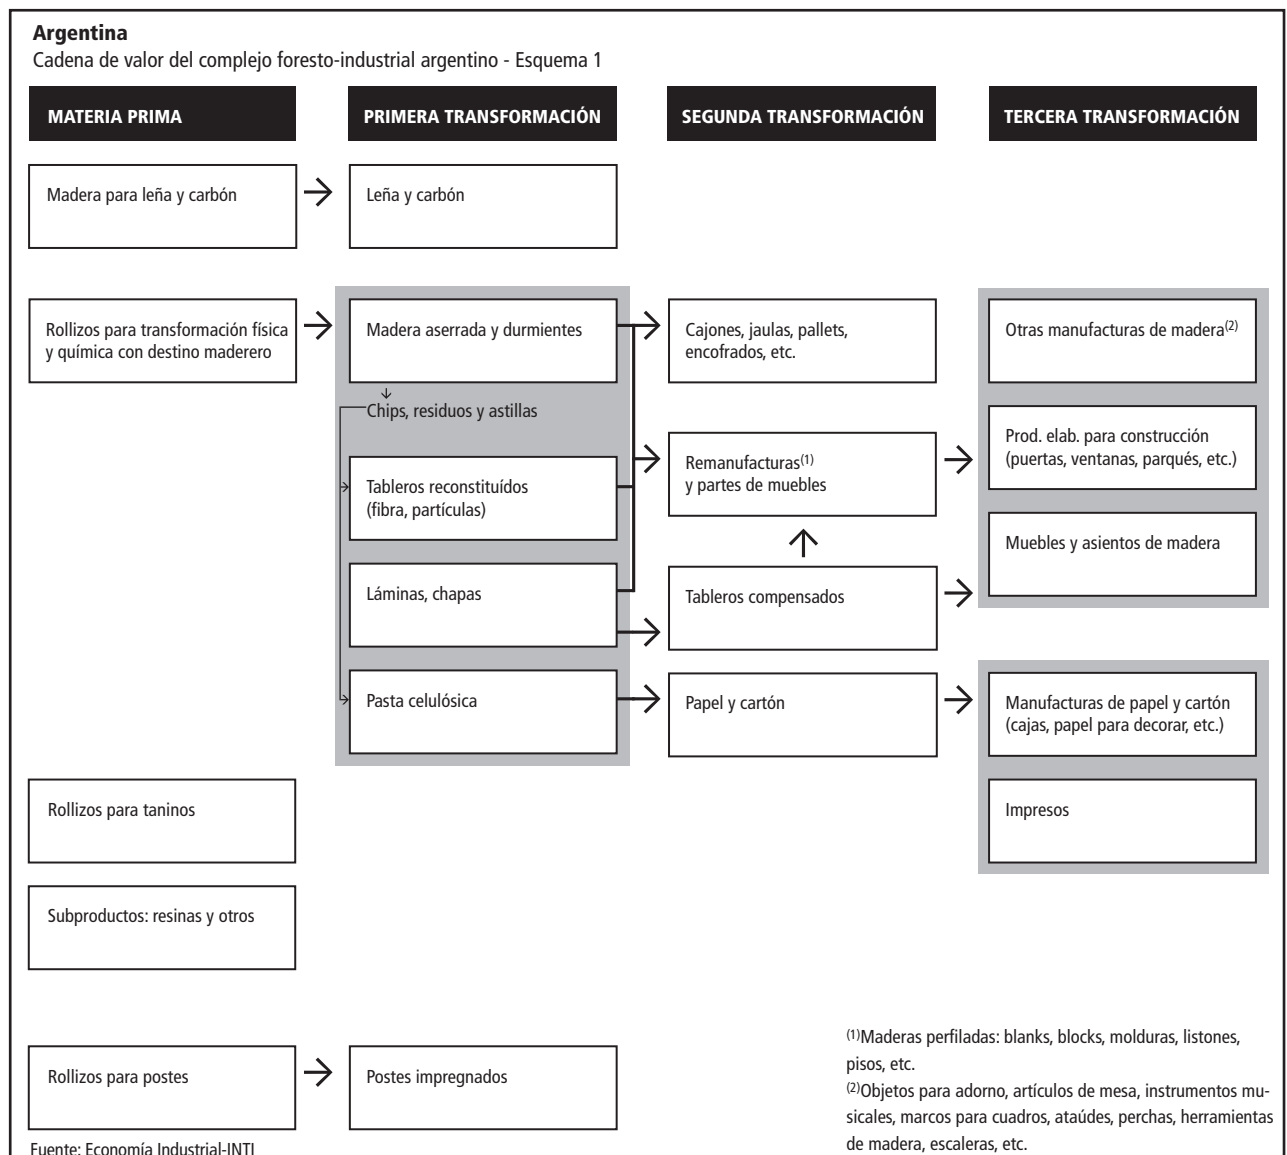 Argentina
Cadena de valor del complejo foresto-industrial argentino - Esquema 1
MATERIA PRIMA
PRIMERA TRANSFORMACIÓN
SEGUNDA TRANSFORMACIÓN
TERCERA TRANSFORMACIÓN
Madera para leña y carbón
Leña y carbón
Rollizos para transformación física
y química con destino maderero
Madera aserrada y durmientes
Chips, residuos y astillas
Tableros reconstituídos
(fibra, partículas)
Láminas, chapas
Pasta celulósica
Cajones, jaulas, pallets,
encofrados, etc.
Remanufacturas(1)
y partes de muebles
Tableros compensados
Papel y cartón
Otras manufacturas de madera(2)
Prod. elab. para construcción
(puertas, ventanas, parqués, etc.)
Muebles y asientos de madera
Manufacturas de papel y cartón
(cajas, papel para decorar, etc.)
Impresos
Rollizos para taninos
Subproductos: resinas y otros
Rollizos para postes
Postes impregnados
(1)Maderas perfiladas: blanks, blocks, molduras, listones,
pisos, etc.
(2)Objetos para adorno, artículos de mesa, instrumentos mu-
sicales, marcos para cuadros, ataúdes, perchas, herramientas
de madera, escaleras, etc.
Fuente: Economía Industrial-INTI